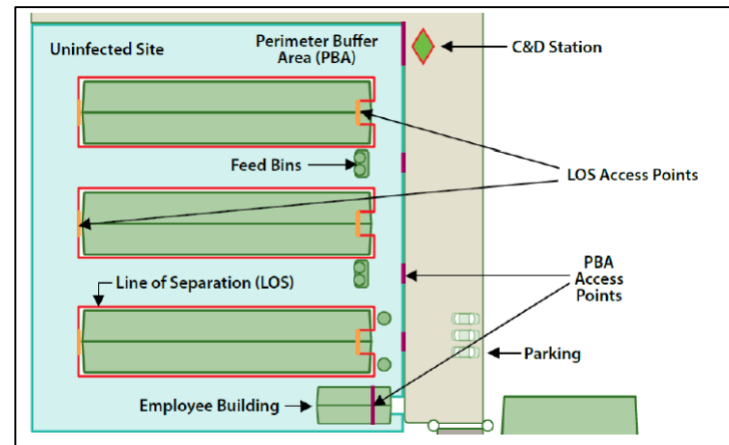 Uninfected Site
Perimeter Buffer
Area (PBA)
C&D Station
Feed Bins
LOS Access Points
PBA
Access
Points
Line of Separation (LOS)
Parking
Employee Building